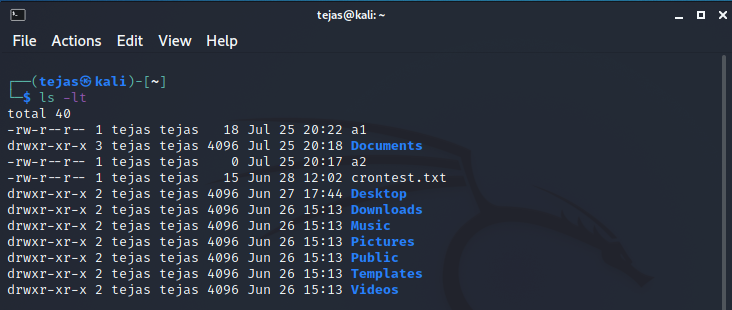 tejas@kali: ~
File Actions Edit View Help
┌──(tejas㉿kali)-[~]
└─$ ls -lt
total 40
-rw-r--r-- 1 tejas tejas   18 Jul 25 20:22 a1
drwxr-xr-x 3 tejas tejas 4096 Jul 25 20:18 Documents
-rw-r--r-- 1 tejas tejas    0 Jul 25 20:17 a2
-rw-r--r-- 1 tejas tejas   15 Jun 28 12:02 crontest.txt
drwxr-xr-x 2 tejas tejas 4096 Jun 27 17:44 Desktop
drwxr-xr-x 2 tejas tejas 4096 Jun 26 15:13 Downloads
drwxr-xr-x 2 tejas tejas 4096 Jun 26 15:13 Music
drwxr-xr-x 2 tejas tejas 4096 Jun 26 15:13 Pictures
drwxr-xr-x 2 tejas tejas 4096 Jun 26 15:13 Public
drwxr-xr-x 2 tejas tejas 4096 Jun 26 15:13 Templates
drwxr-xr-x 2 tejas tejas 4096 Jun 26 15:13 Videos